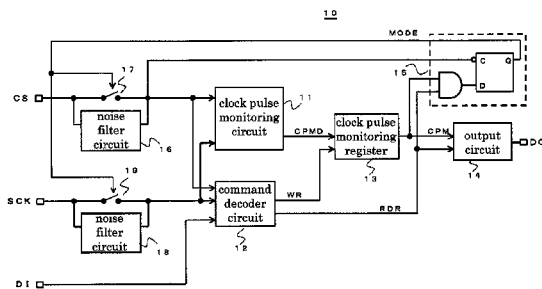 10
MODE
15
C
Q
D
17
CS
noise
filter
circuit
16
11
clock pulse
monitoring
circuit
CPMD
clock pulse
monitoring
register
13
CPM
output
circuit
14
DO
19
SCK
noise
filter
circuit
18
command
decoder
circuit
12
WR
RDR
DI